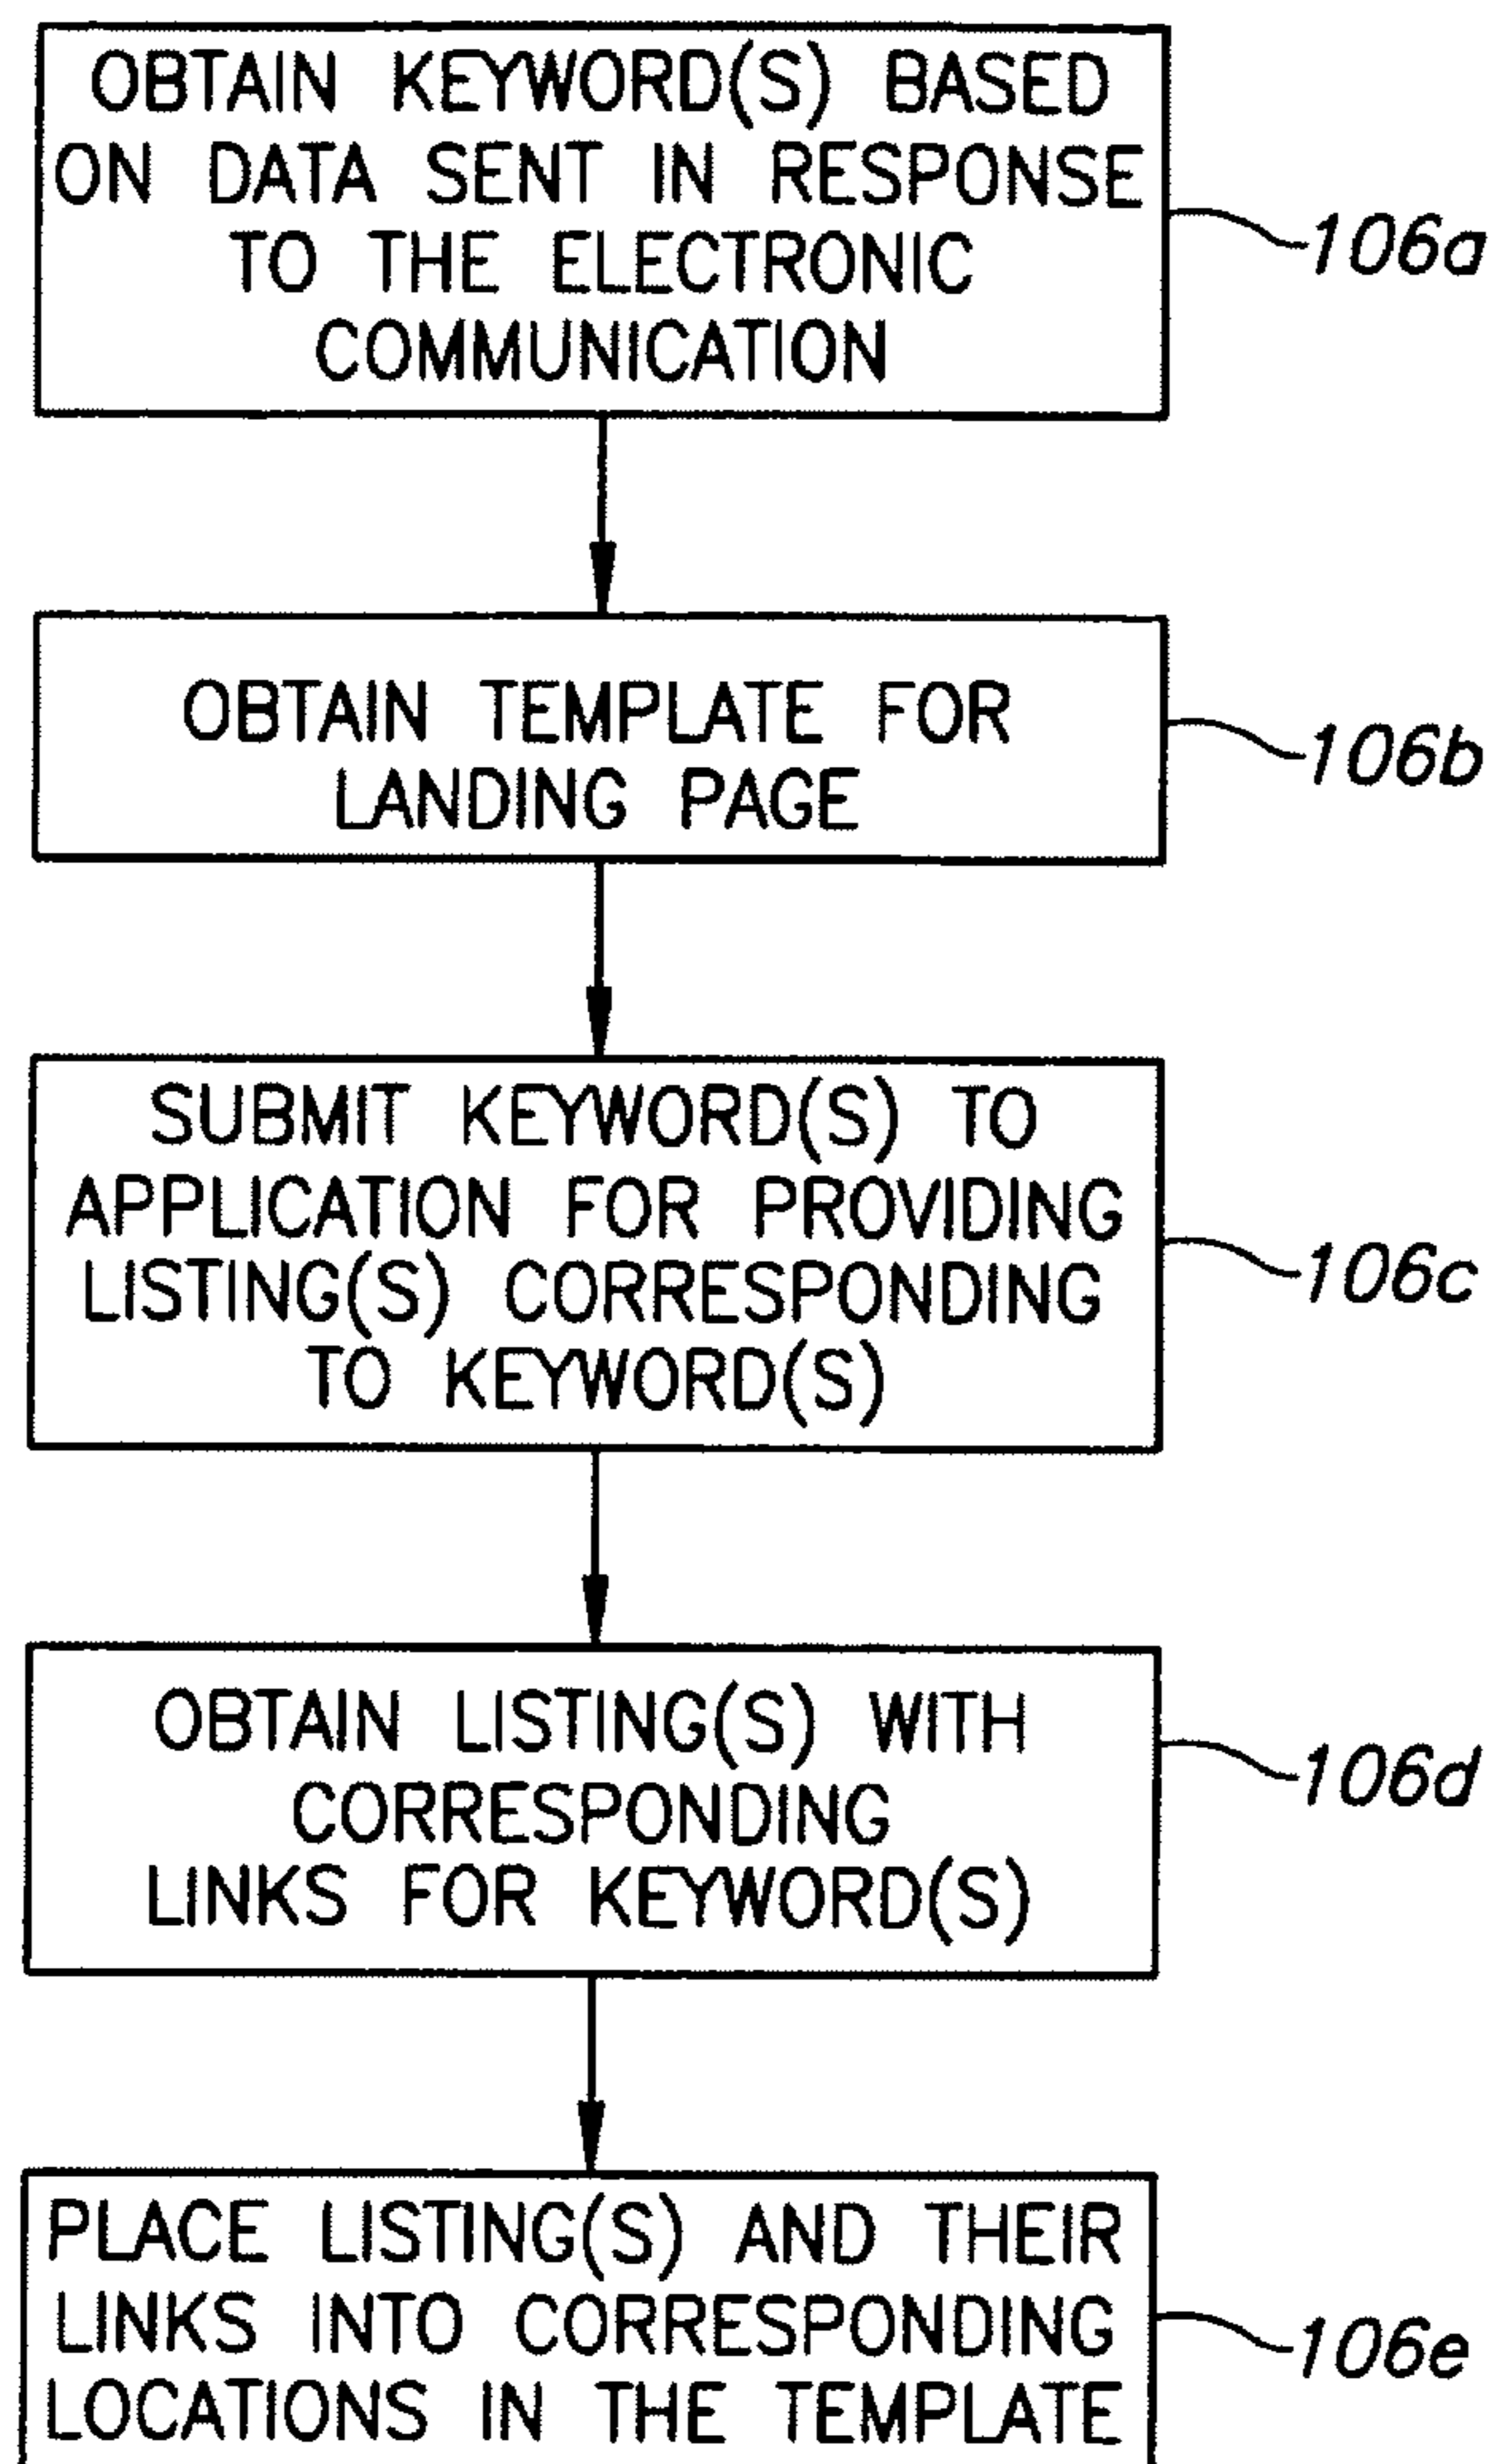 OBTAIN KEYWORD(S) BASED
ON DATA SENT IN RESPONSE
TO THE ELECTRONIC
COMMUNICATION
106a
OBTAIN TEMPLATE FOR
LANDING PAGE
106b
SUBMIT KEYWORD(S) TO
APPLICATION FOR PROVIDING
LISTING(S) CORRESPONDING
TO KEYWORD(S)
106c
OBTAIN LISTING(S) WITH
CORRESPONDING
LINKS FOR KEYWORD(S)
106d
PLACE LISTING(S) AND THEIR
LINKS INTO CORRESPONDING
LOCATIONS IN THE TEMPLATE
106e